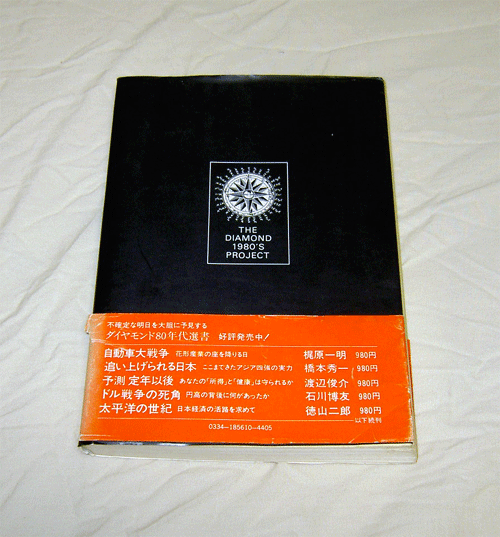 THE
DIAMOND
1980'S
PROJECT
不確定な明日を大胆に予見する
ダイヤモンド80年代選書 好評発売中!
自動車大戦争 花形産業の座を降りる日 梶原一明 980円
追い上げられる日本 ここまできたアジア四強の実力 橋本秀一 980円
予測 定年以後 あなたの「所得」と「健康」は守られるか 渡辺俊介 980円
ドル戦争の死角 円高の背後に何があったか 石川博友 980円
太平洋の世紀 日本経済の活路を求めて 徳山二郎 980円
以下続刊
0334-185610-4405